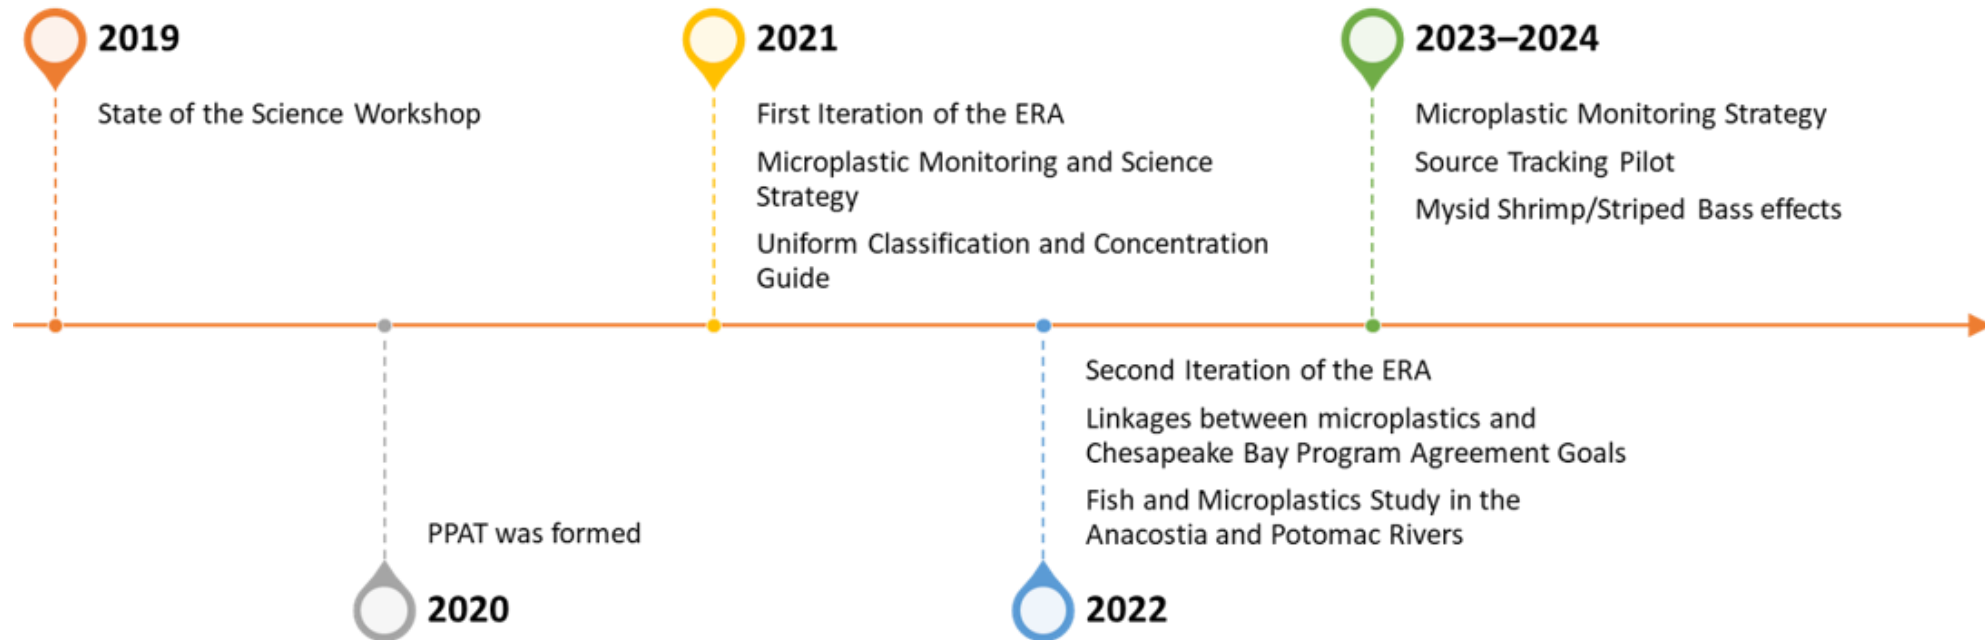 2019
State of the Science Workshop
2021
First Iteration of the ERA
Microplastic Monitoring and Science
Strategy
Uniform Classification and Concentration
Guide
2023–2024
Microplastic Monitoring Strategy
Source Tracking Pilot
Mysid Shrimp/Striped Bass effects
PPAT was formed
2020
Second Iteration of the ERA
Linkages between microplastics and
Chesapeake Bay Program Agreement Goals
Fish and Microplastics Study in the
Anacostia and Potomac Rivers
2022